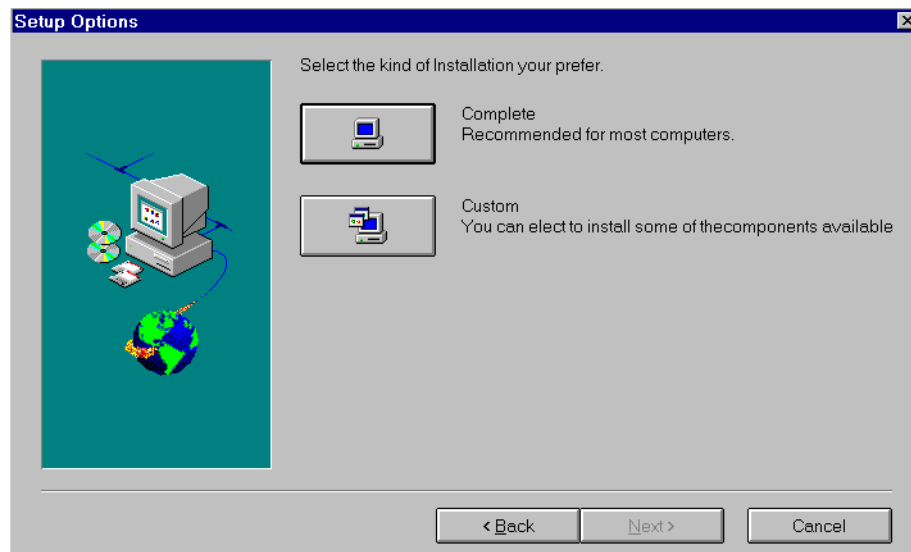 Setup Options
Select the kind of Installation your prefer.
Complete
Recommended for most computers.
Custom
You can elect to install some of thecomponents available
< Back
Next >
Cancel